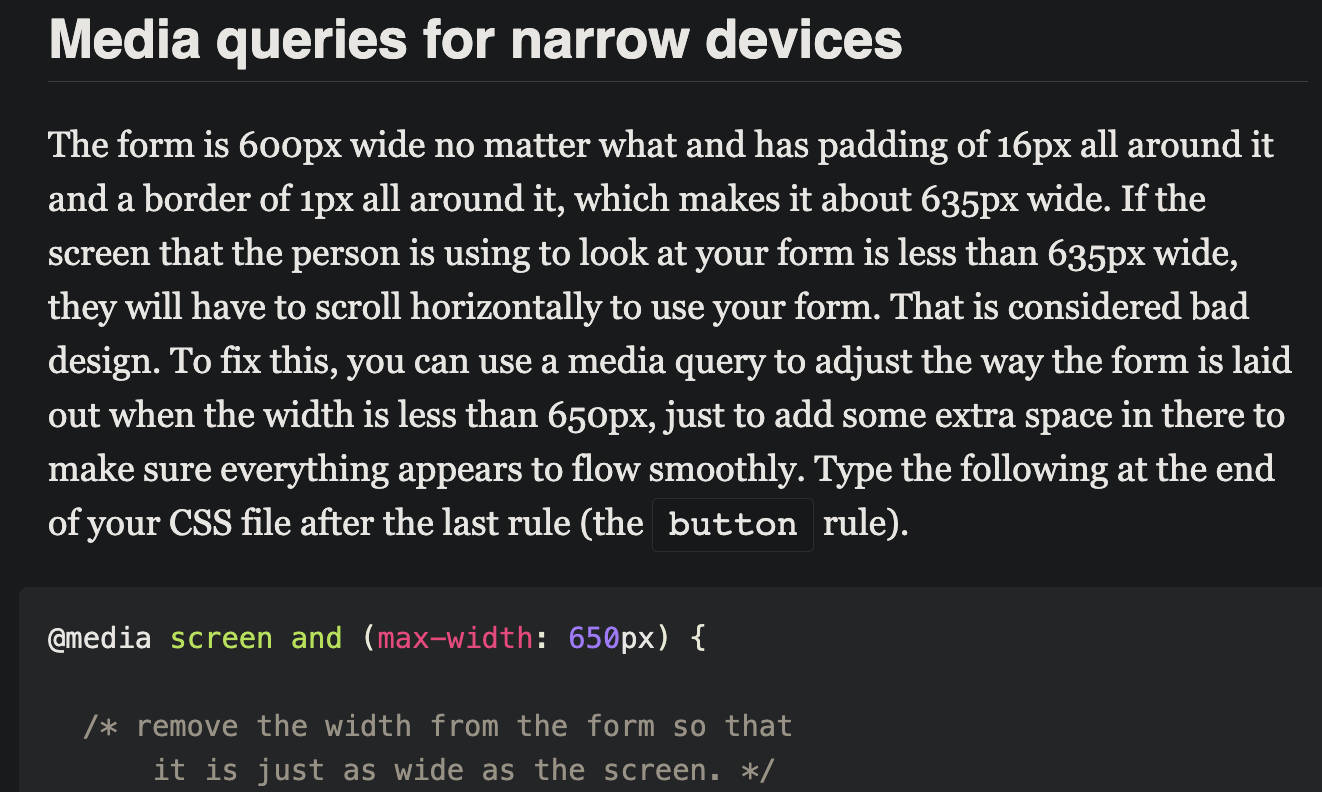 Media queries for narrow devices
The form is 600px wide no matter what and has padding of 16px all around it
and a border of 1px all around it, which makes it about 635px wide. If the
screen that the person is using to look at your form is less than 635px wide,
they will have to scroll horizontally to use your form. That is considered bad
design. To fix this, you can use a media query to adjust the way the form is laid
out when the width is less than 650px, just to add some extra space in there to
make sure everything appears to flow smoothly. Type the following at the end
of your CSS file after the last rule (the button rule).
@media screen and (max-width: 650px) {
/* remove the width from the form so that
it is just as wide as the screen. */